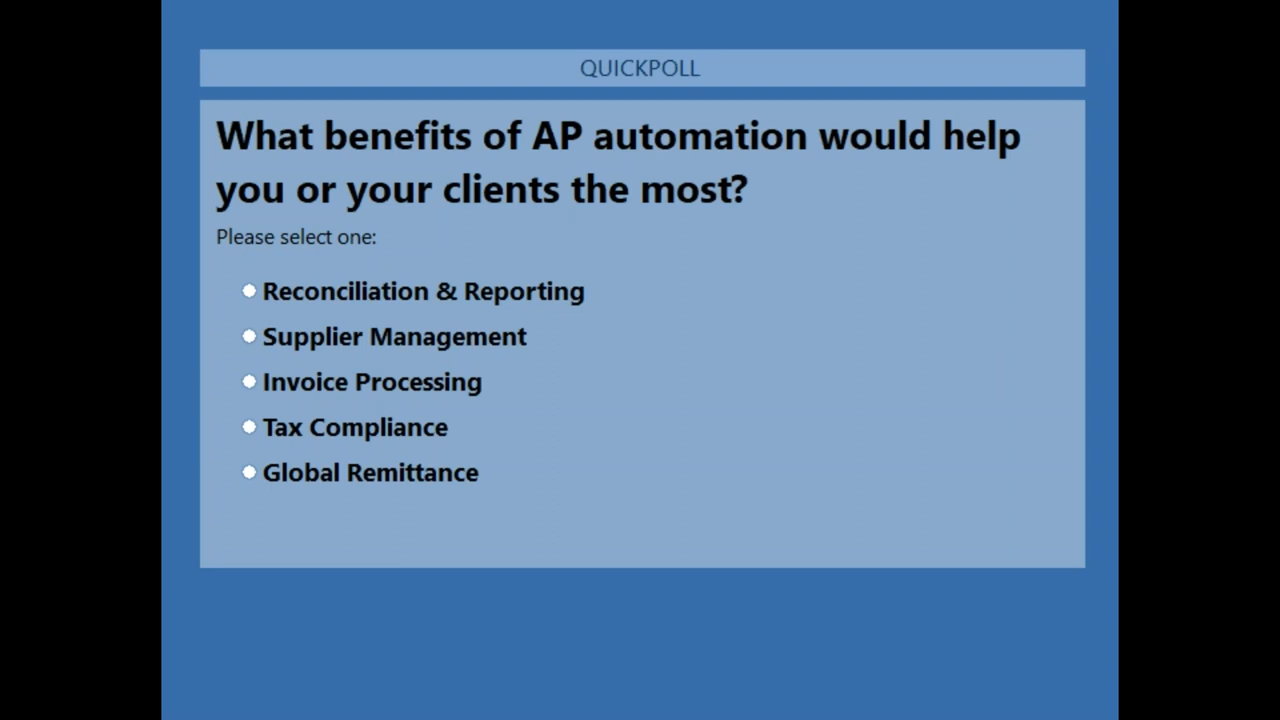 QUICKPOLL
What benefits of AP automation would help
you or your clients the most?
Please select one:
Reconciliation & Reporting
Supplier Management
Invoice Processing
Tax Compliance
Global Remittance